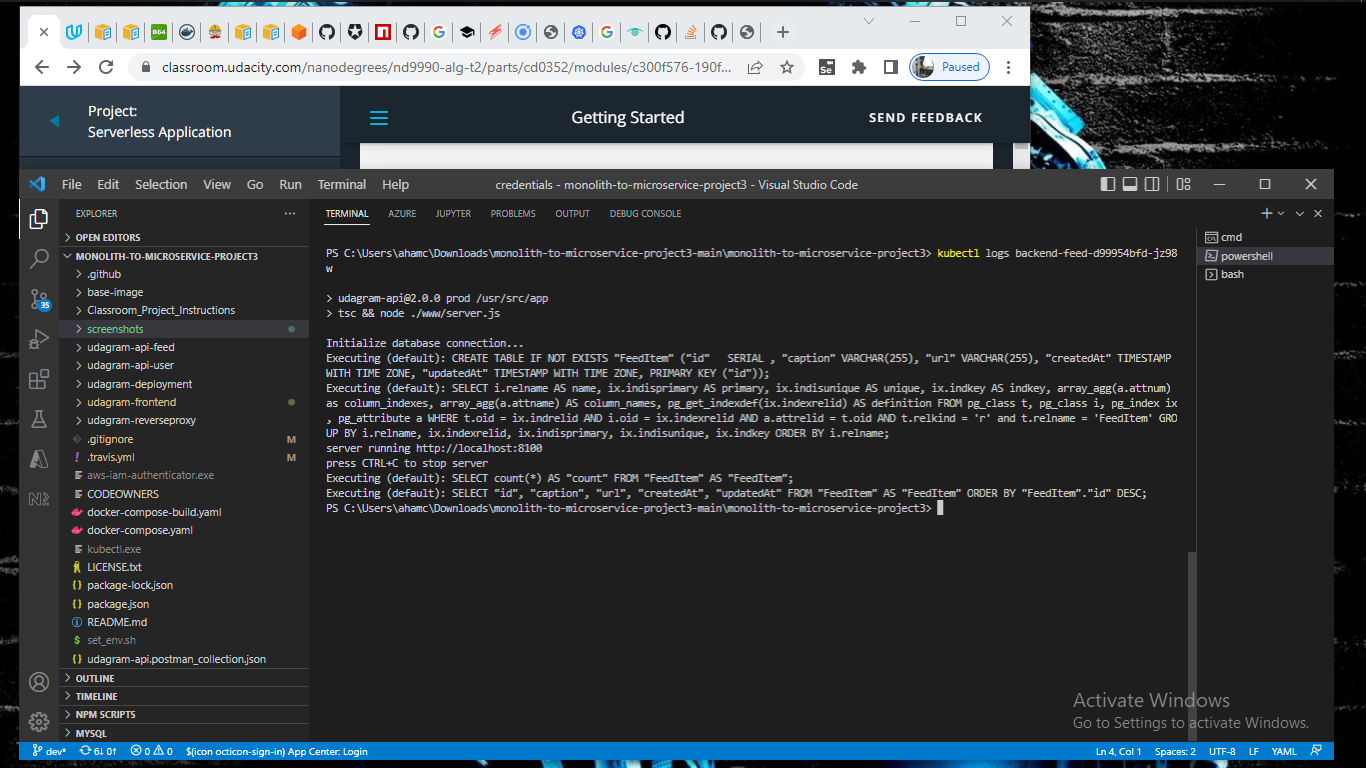 B64
classroom.udacity.com/nanodegrees/nd9990-alg-t2/parts/cd0352/modules/c300f576-190f...
Se
Paused
Project:
Serverless Application
Getting Started
SEND FEEDBACK
File Edit Selection View Go Run Terminal Help
credentials - monolith-to-microservice-project3 - Visual Studio Code
EXPLORER
OPEN EDITORS
MONOLITH-TO-MICROSERVICE-PROJECT3
.github
base-image
Classroom_Project_Instructions
screenshots
udagram-api-feed
udagram-api-user
udagram-deployment
udagram-frontend
udagram-reverseproxy
.gitignore M
.travis.yml M
aws-iam-authenticator.exe
CODEOWNERS
docker-compose-build.yaml
docker-compose.yaml
kubectl.exe
LICENSE.txt
package-lock.json
package.json
README.md
set_env.sh
udagram-api.postman_collection.json
OUTLINE
TIMELINE
NPM SCRIPTS
MYSQL
35
TERMINAL AZURE JUPYTER PROBLEMS OUTPUT DEBUG CONSOLE
PS C:\Users\ahamc\Downloads\monolith-to-microservice-project3-main\monolith-to-microservice-project3> kubectl logs backend-feed-d99954bfd-jz98
w
> udagram-api@2.0.0 prod /usr/src/app
> tsc && node ./www/server.js
Initialize database connection...
Executing (default): CREATE TABLE IF NOT EXISTS "FeedItem" ("id"   SERIAL , "caption" VARCHAR(255), "url" VARCHAR(255), "createdAt" TIMESTAMP
WITH TIME ZONE, "updatedAt" TIMESTAMP WITH TIME ZONE, PRIMARY KEY ("id"));
Executing (default): SELECT i.relname AS name, ix.indisprimary AS primary, ix.indisunique AS unique, ix.indkey AS indkey, array_agg(a.attnum)
as column_indexes, array_agg(a.attname) AS column_names, pg_get_indexdef(ix.indexrelid) AS definition FROM pg_class t, pg_class i, pg_index ix
, pg_attribute a WHERE t.oid = ix.indrelid AND i.oid = ix.indexrelid AND a.attrelid = t.oid AND t.relkind = 'r' and t.relname = 'FeedItem' GRO
UP BY i.relname, ix.indexrelid, ix.indisprimary, ix.indisunique, ix.indkey ORDER BY i.relname;
server running http://localhost:8100
press CTRL+C to stop server
Executing (default): SELECT count(*) AS "count" FROM "FeedItem" AS "FeedItem";
Executing (default): SELECT "id", "caption", "url", "createdAt", "updatedAt" FROM "FeedItem" AS "FeedItem" ORDER BY "FeedItem"."id" DESC;
PS C:\Users\ahamc\Downloads\monolith-to-microservice-project3-main\monolith-to-microservice-project3>
cmd
powershell
bash
Activate Windows
Go to Settings to activate Windows.
dev* 6↓ 0↑ 0 0 $(icon octicon-sign-in) App Center: Login
Ln 4, Col 1 Spaces: 2 UTF-8 LF YAML